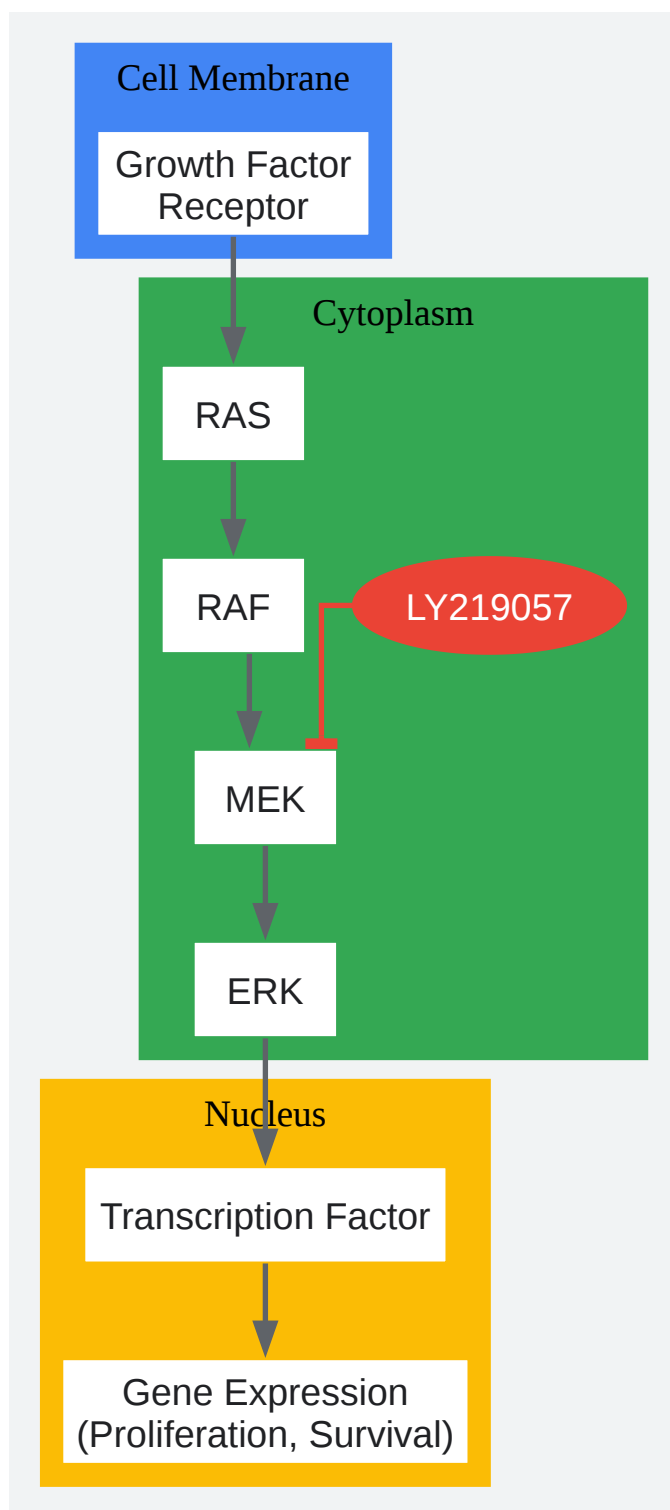 Cell Membrane
Growth Factor
Receptor
Cytoplasm
RAS
RAF
LY219057
MEK
ERK
Nucleus
Transcription Factor
Gene Expression
(Proliferation, Survival)